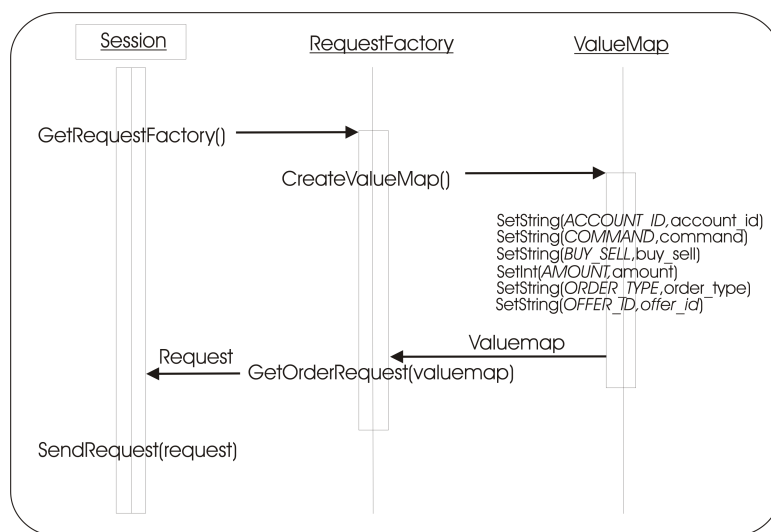 Session
RequestFactory
ValueMap
GetRequestFactory()
CreateValueMap()
SetString(ACCOUNT_ID,account_id)
SetString(COMMAND,command)
SetString(BUY_SELL,buy_sell)
SetInt(AMOUNT,amount)
SetString(ORDER_TYPE,order_type)
SetString(OFFER_ID,offer_id)
Valuemap
Request
GetOrderRequest(valuemap)
SendRequest(request)